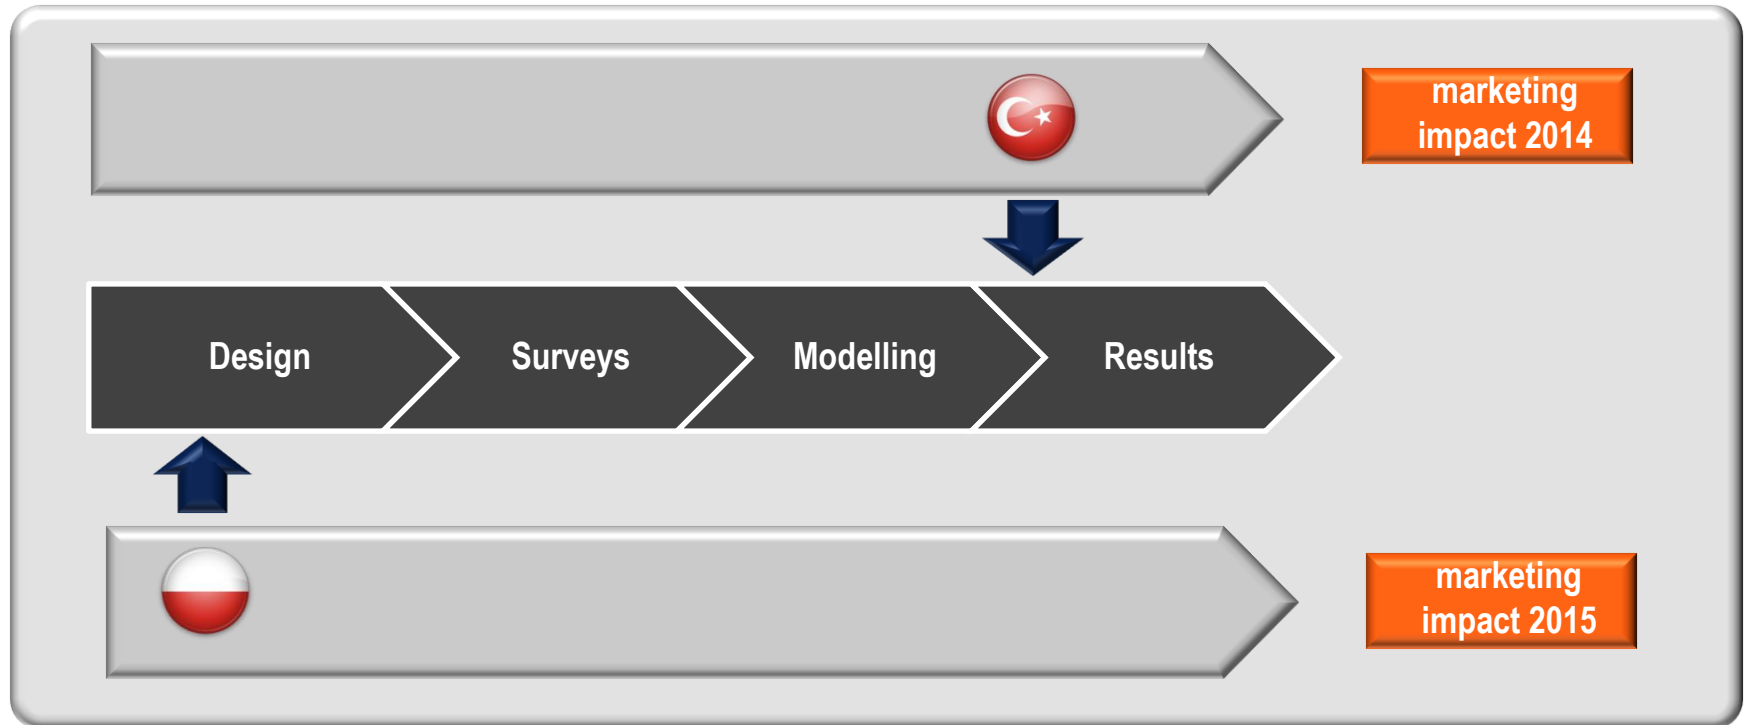 marketing
impact 2014
Design
Surveys
Modelling
Results
marketing
impact 2015